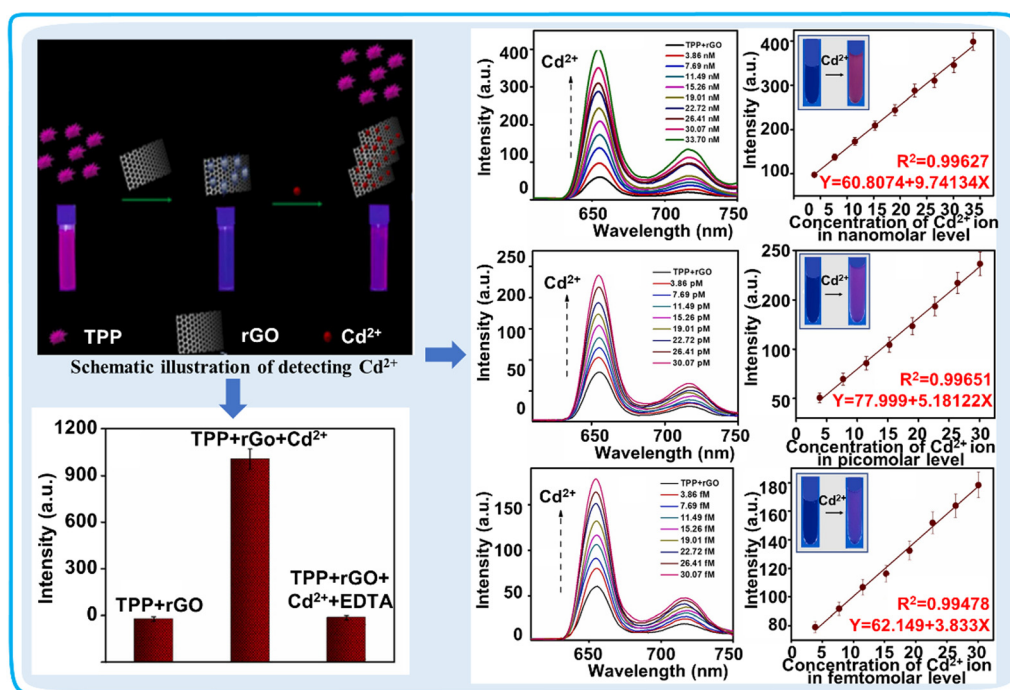 TPP
rGO
Cd²⁺
Schematic illustration of detecting Cd²⁺
1200
900
600
300
0
Intensity (a.u.)
TPP+rGO
TPP+rGo+Cd²⁺
TPP+rGO+
Cd²⁺+EDTA
400
300
200
100
0
Intensity (a.u.)
Cd²⁺
TPP+rGO
3.86 nM
7.69 nM
11.49 nM
15.26 nM
19.01 nM
22.72 nM
26.41 nM
30.07 nM
33.70 nM
650
700
750
Wavelength (nm)
400
300
200
100
Intensity (a.u.)
Cd²⁺
R²=0.99627
Y=60.8074+9.74134X
0 5 10 15 20 25 30 35
Concentration of Cd²⁺ ion
in nanomolar level
250
200
150
100
50
0
Intensity (a.u.)
Cd²⁺
TPP+rGO
3.86 pM
7.69 pM
11.49 pM
15.26 pM
19.01 pM
22.72 pM
26.41 pM
30.07 pM
650
700
750
Wavelength (nm)
200
250
100
50
Intensity (a.u.)
Cd²⁺
R²=0.99651
Y=77.999+5.18122X
0 5 10 15 20 25 30
Concentration of Cd²⁺ ion
in picomolar level
150
100
50
0
Intensity (a.u.)
Cd²⁺
TPP+rGO
3.86 fM
7.69 fM
11.49 fM
15.26 fM
19.01 fM
22.72 fM
26.41 fM
30.07 fM
650
700
750
Wavelength (nm)
180
160
140
120
100
80
Intensity (a.u.)
Cd²⁺
R²=0.99478
Y=62.149+3.833X
0 5 10 15 20 25 30
Concentration of Cd²⁺ ion
in femtomolar level